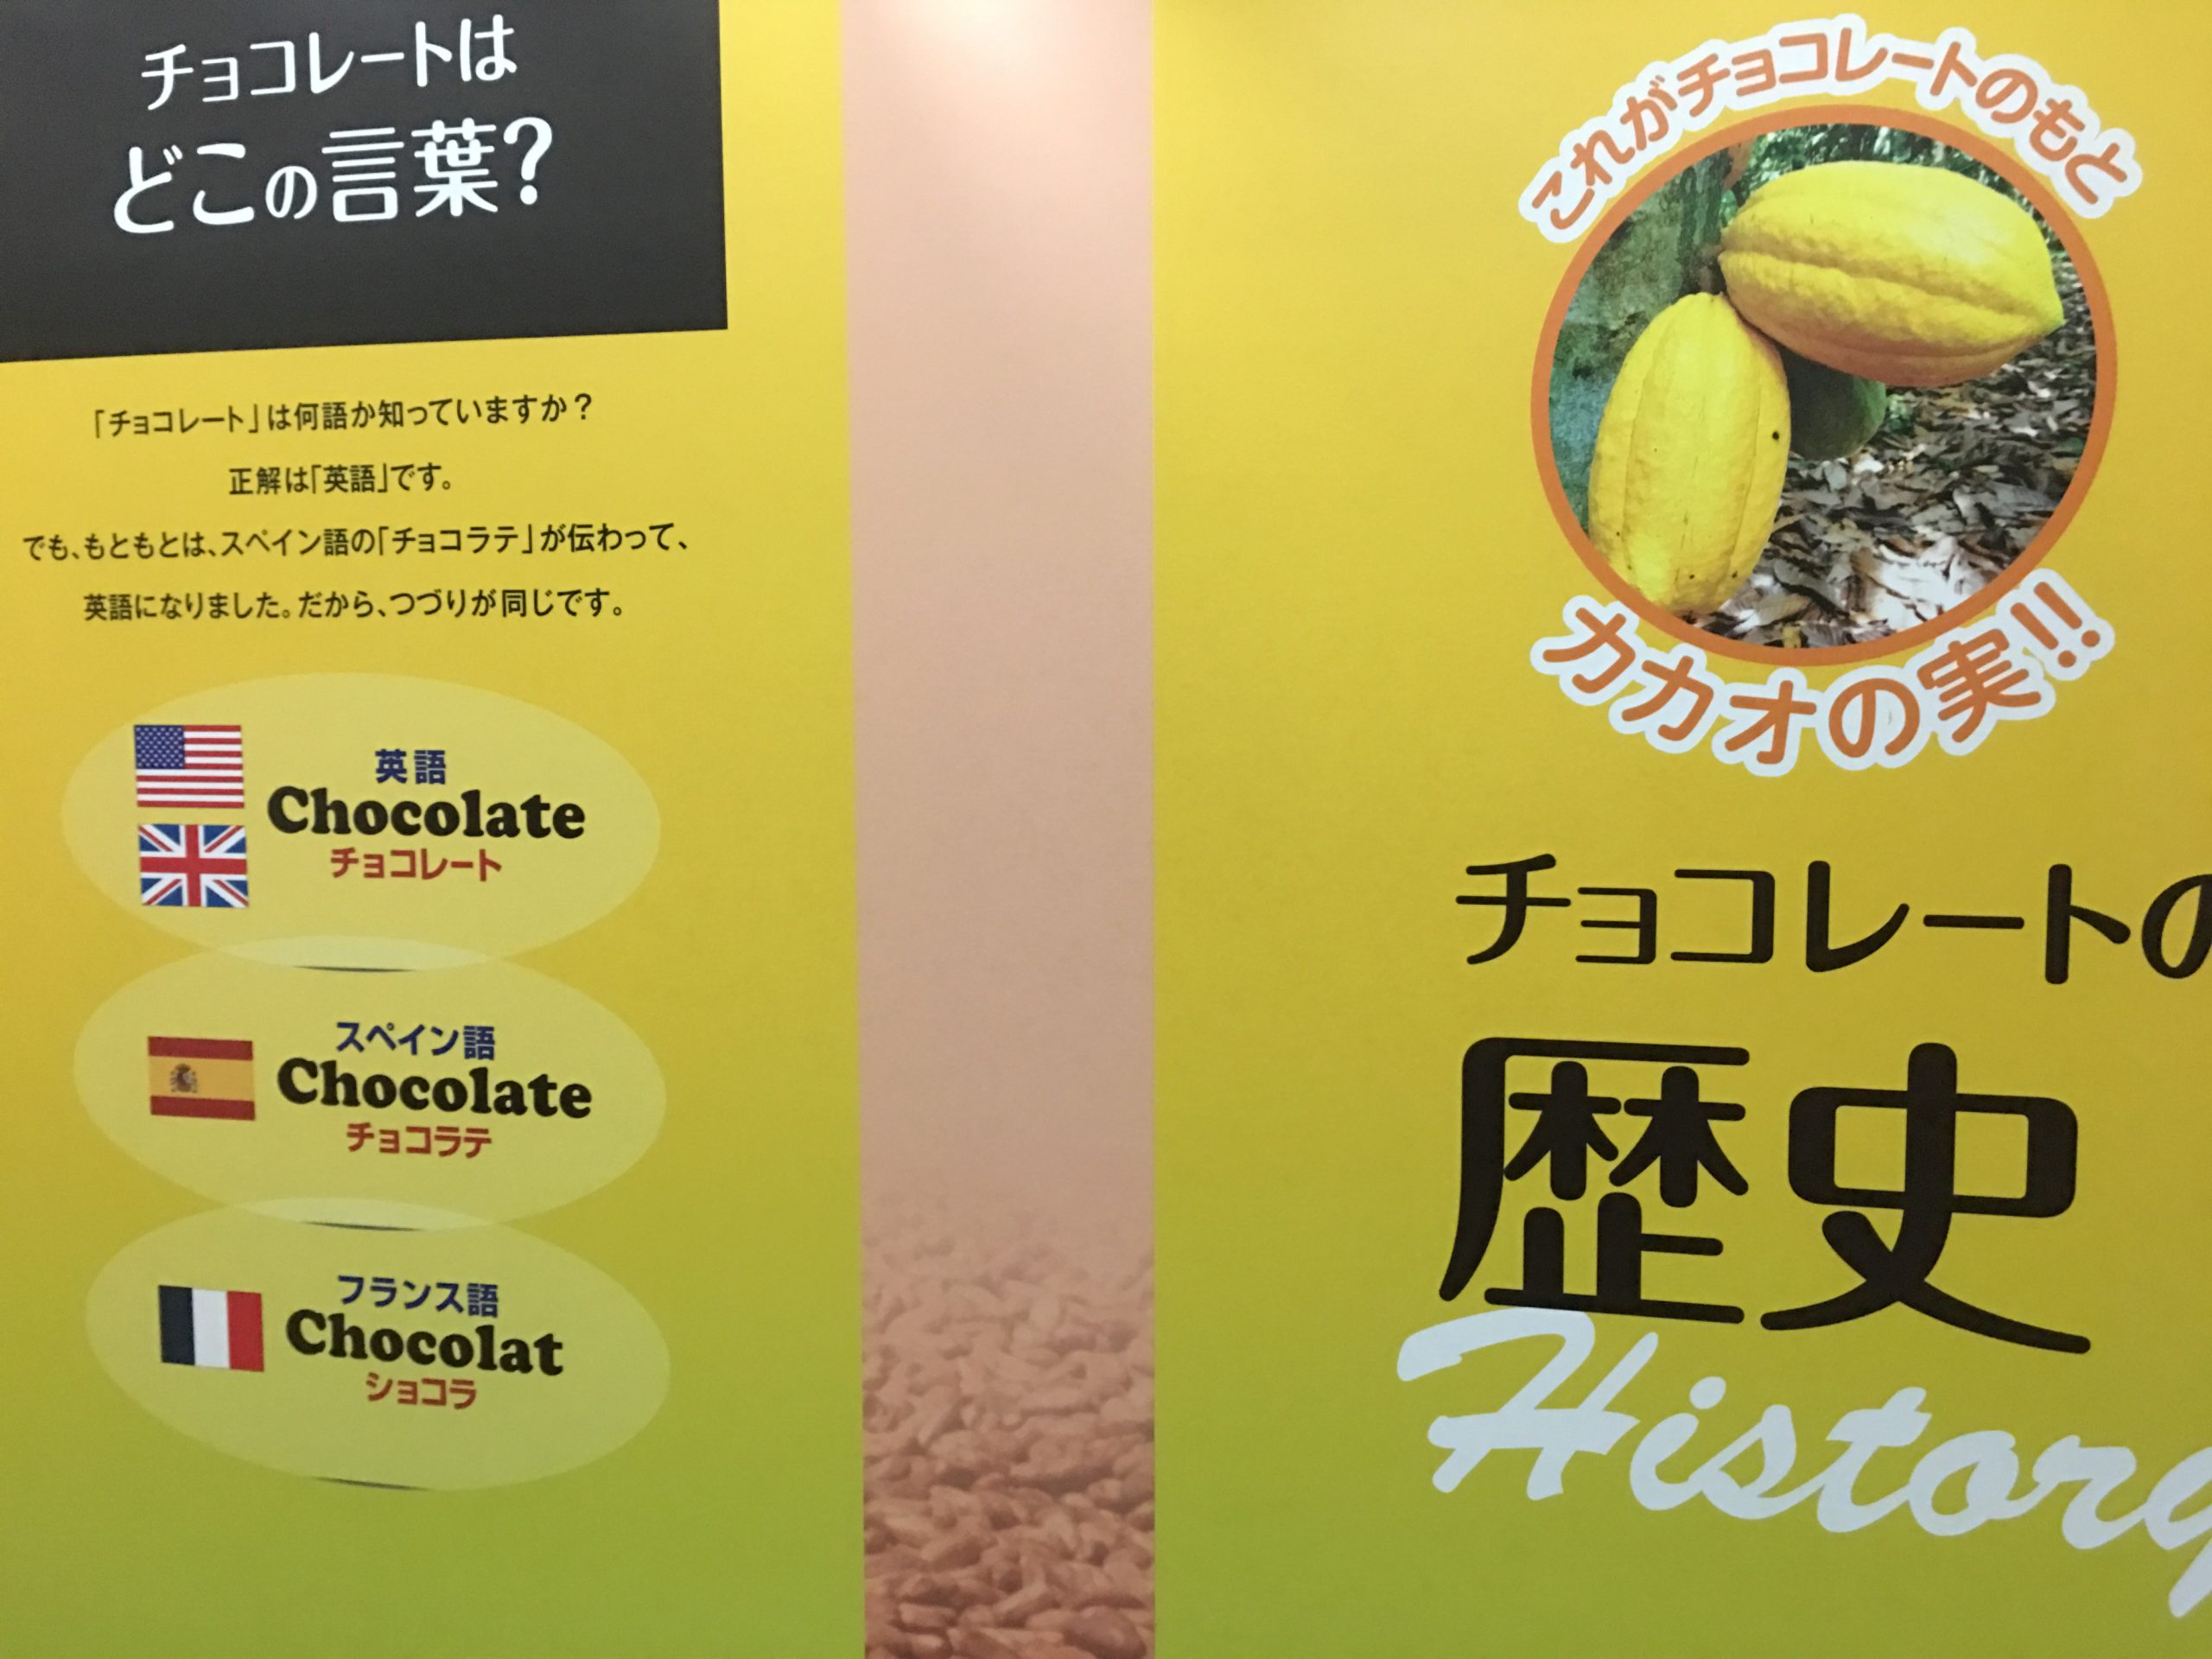 チョコレートは
どこの言葉?
「チョコレート」は何語か知っていますか？
正解は「英語」です。
でも、もともとは、スペイン語の「チョコラテ」が伝わって、
英語になりました。だから、つづりが同じです。
英語
Chocolate
チョコレート
スペイン語
Chocolate
チョコラテ
フランス語
Chocolat
ショコラ
これがチョコレートのもと
カカオの実!!
チョコレートの
歴史
History